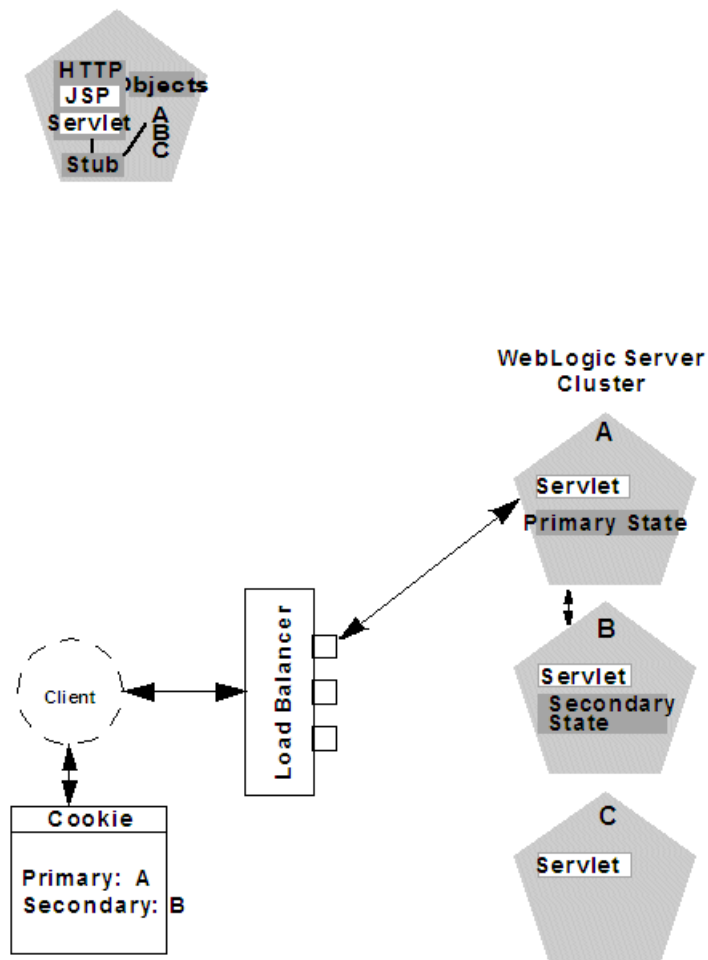 HTTP
Objects
JSP
Servlet
A
B
C
Stub
WebLogic Server
Cluster
A
Servlet
Primary State
B
Servlet
Secondary
State
Load Balancer
Client
C
Servlet
Cookie
Primary: A
Secondary: B